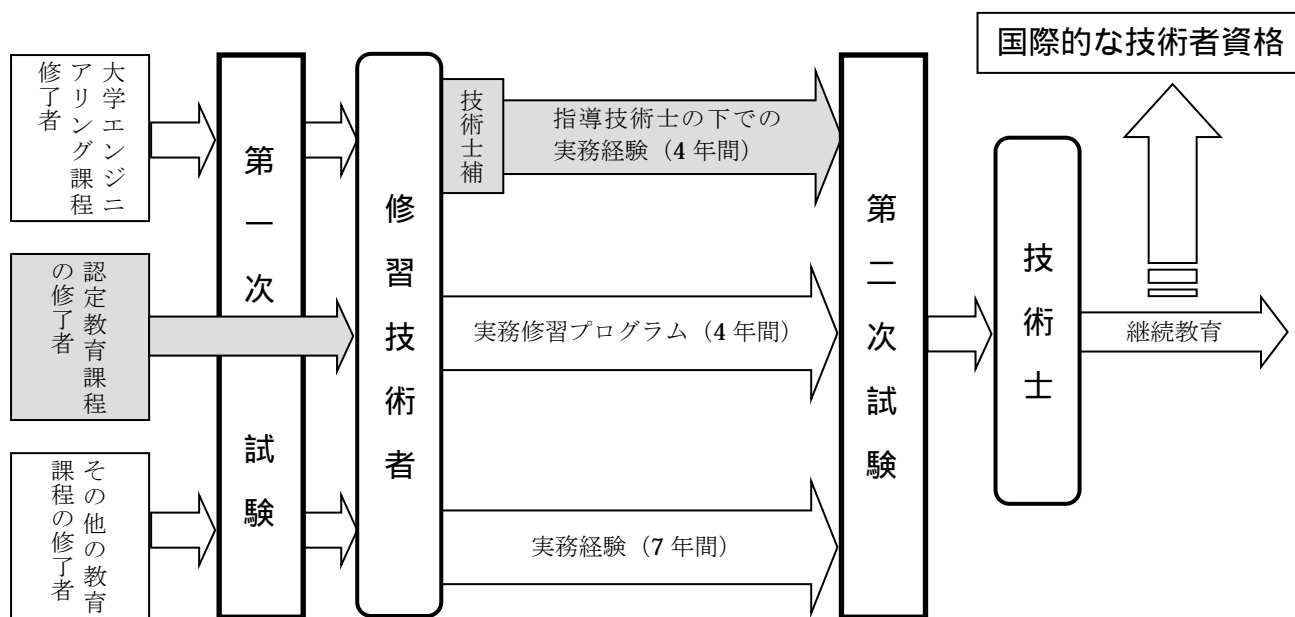 国際的な技術者資格
大学エンジニ
アリング課程
修了者
認定教育課程
の修了者
その他の教育
課程の修了者
第一次試験
修習技術者
技術士補
指導技術士の下での
実務経験（4 年間）
実務修習プログラム（4 年間）
実務経験（7 年間）
第二次試験
技術士
継続教育